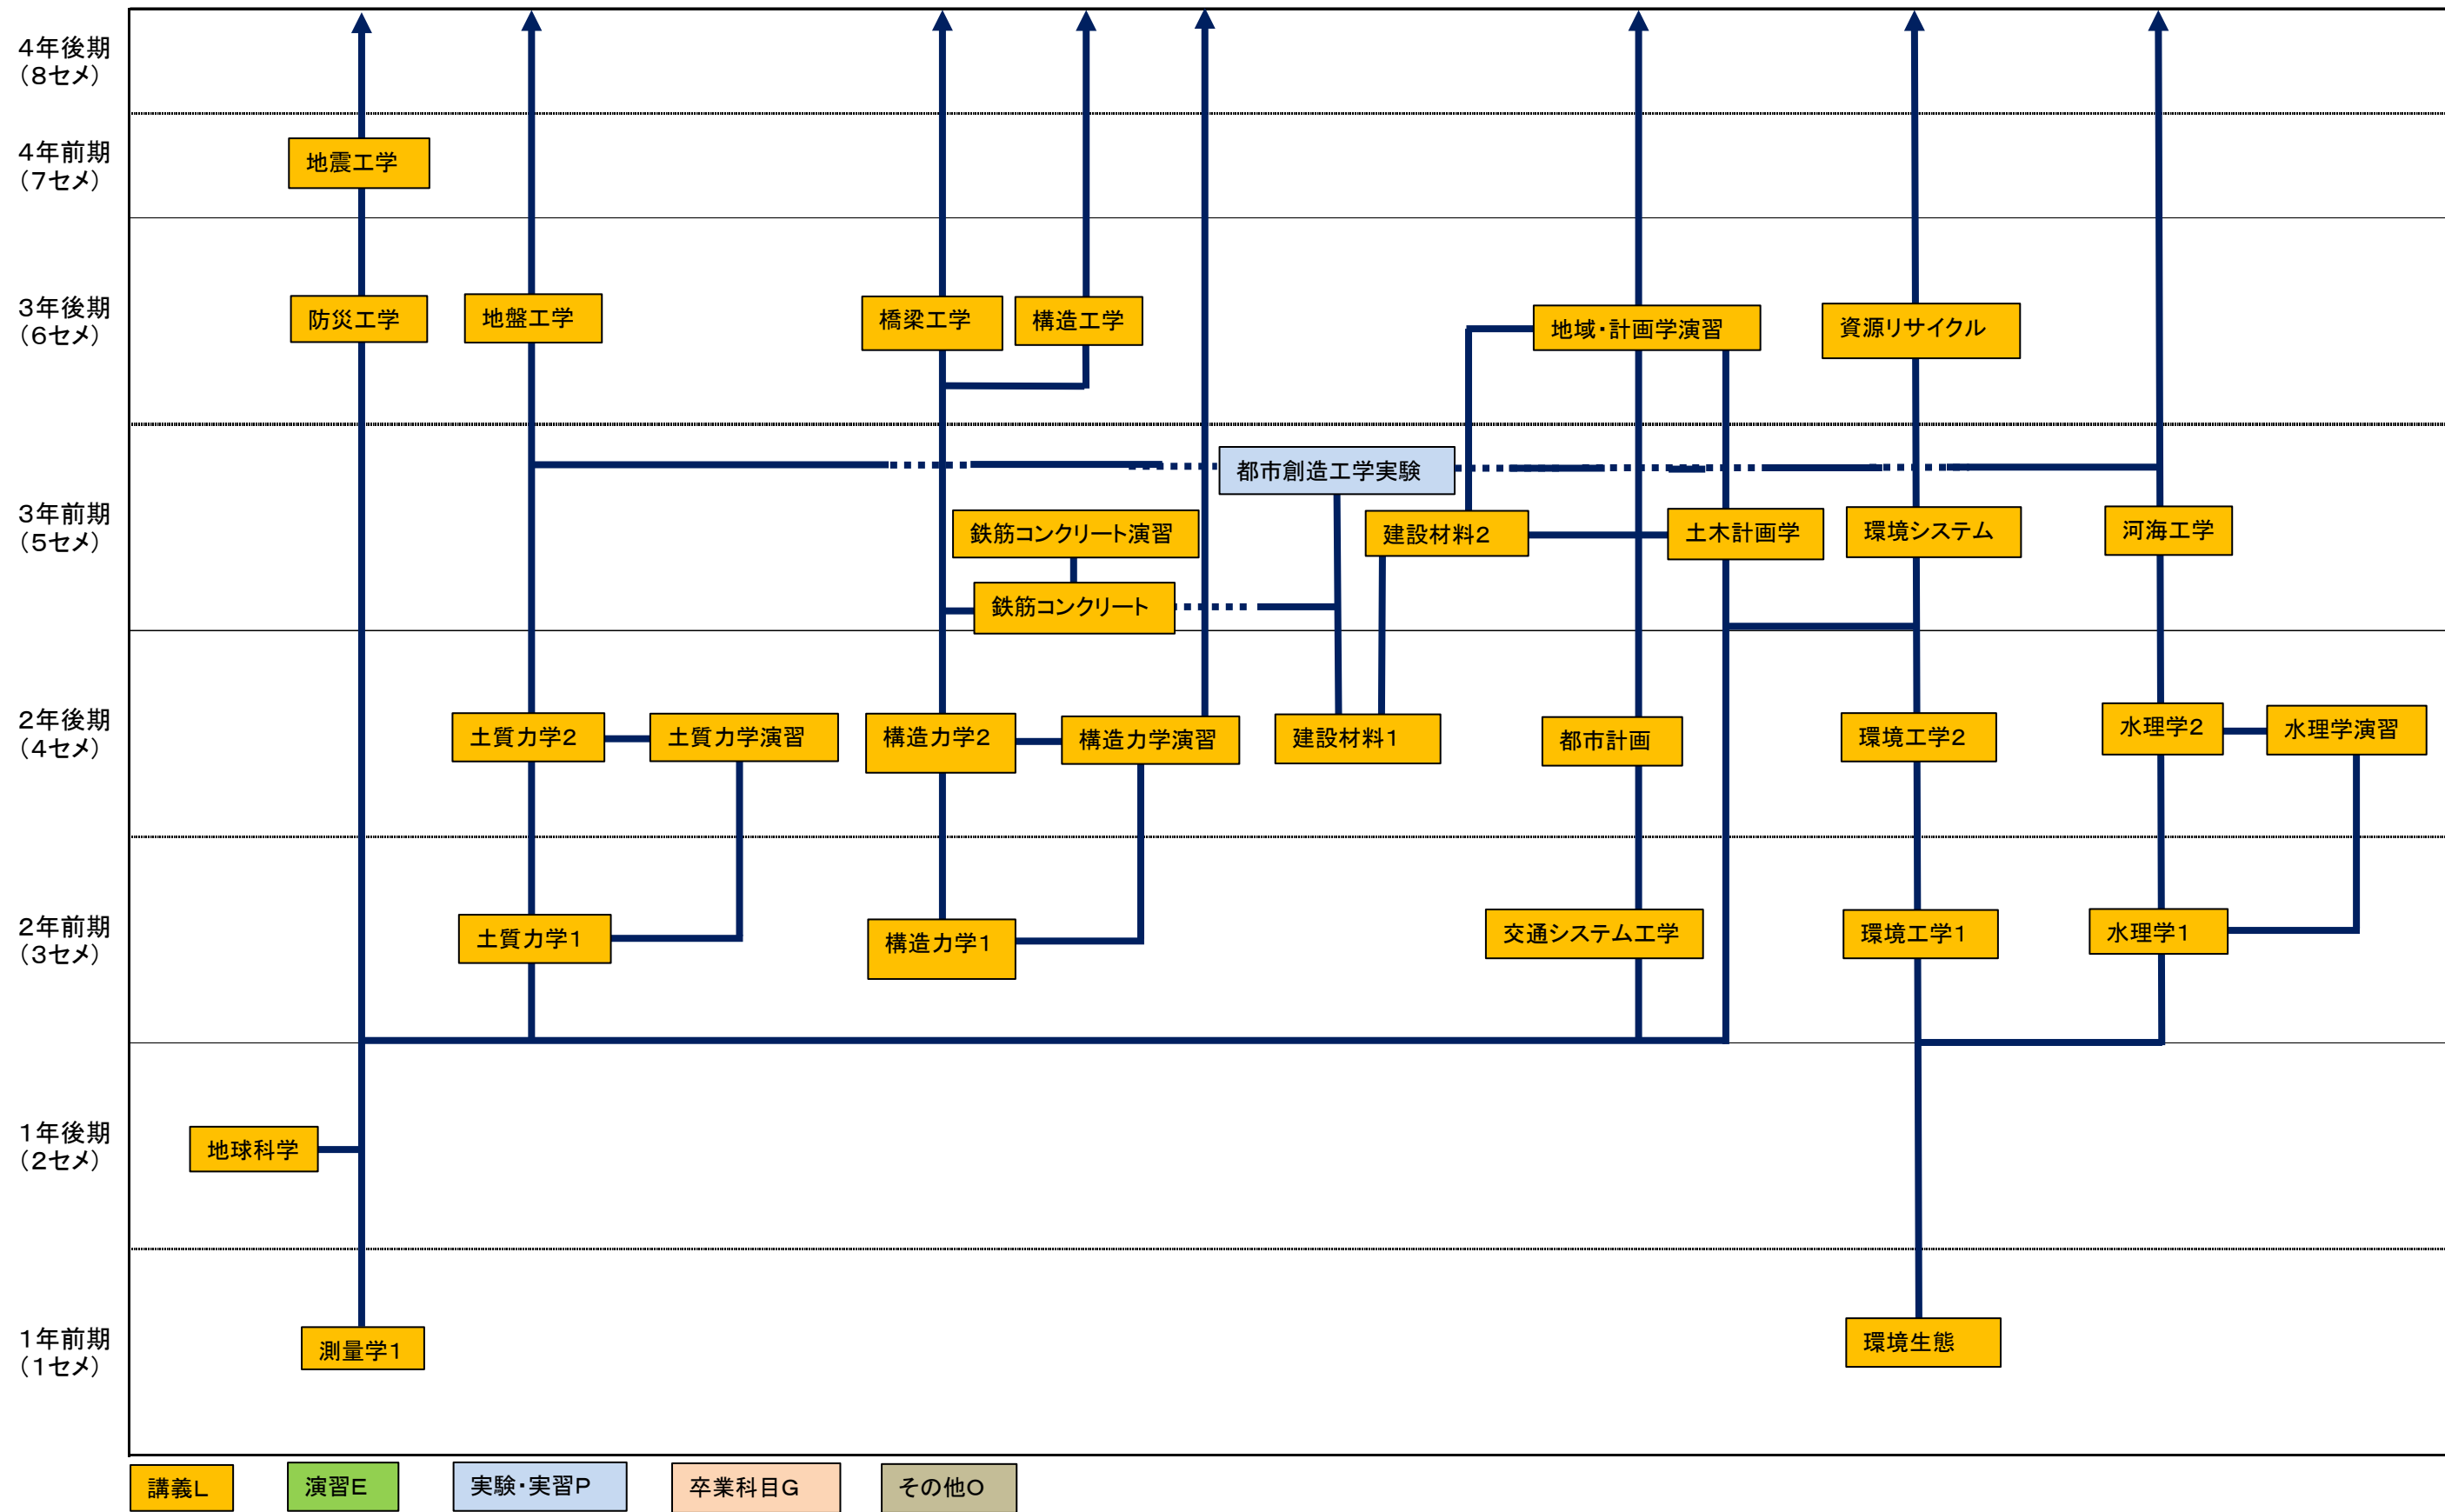 4年後期
(8セメ)
4年前期
(7セメ)
地震工学
3年後期
(6セメ)
防災工学
地盤工学
橋梁工学
構造工学
地域・計画学演習
資源リサイクル
3年前期
(5セメ)
都市創造工学実験
鉄筋コンクリート演習
建設材料2
土木計画学
環境システム
河海工学
鉄筋コンクリート
2年後期
(4セメ)
土質力学2
土質力学演習
構造力学2
構造力学演習
建設材料1
都市計画
環境工学2
水理学2
水理学演習
2年前期
(3セメ)
土質力学1
構造力学1
交通システム工学
環境工学1
水理学1
1年後期
(2セメ)
地球科学
1年前期
(1セメ)
測量学1
環境生態
講義L
演習E
実験・実習P
卒業科目G
その他O